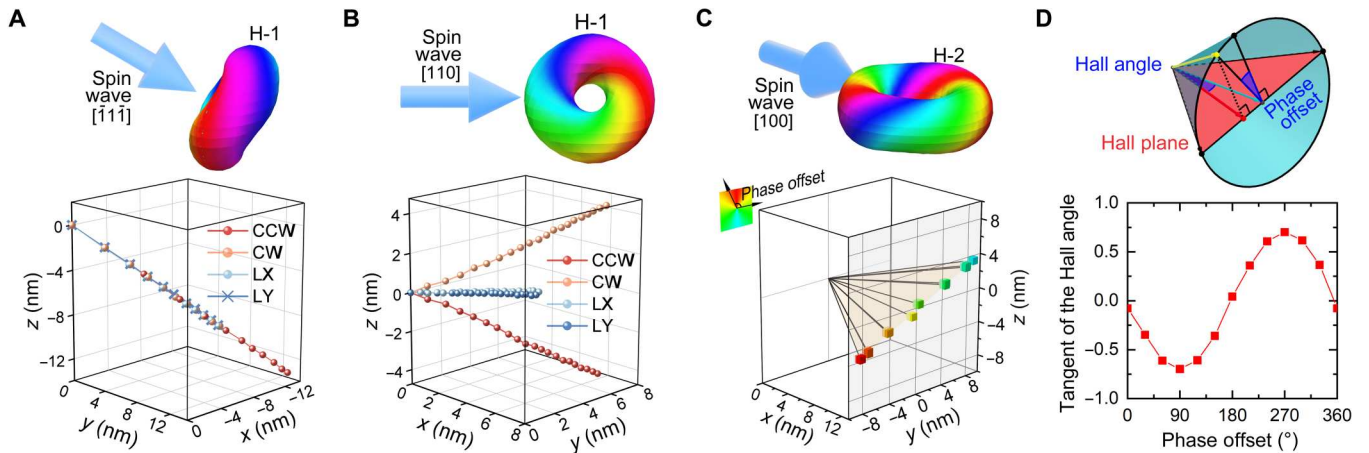 A
H-1
Spin
wave
[1̄11̄]
0
−4
−8
−12
z (nm)
CCW
CW
LX
LY
0
4
8
12
y (nm)
0
−4
−8
−12
x (nm)
B
H-1
Spin
wave
[110]
4
2
0
−2
−4
z (nm)
CCW
CW
LX
LY
0
2
4
6
8
x (nm)
0
2
4
6
8
y (nm)
C
H-2
Spin
wave
[100]
Phase offset
8
4
0
−4
−8
z (nm)
0
4
8
12
x (nm)
−8
−4
0
4
8
y (nm)
D
Hall angle
Phase
offset
Hall plane
Tangent of the Hall angle
1.0
0.5
0.0
−0.5
−1.0
0 90 180 270 360
Phase offset (°)